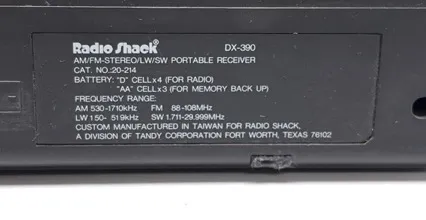 Radio Shack DX-390
AM/FM-STEREO/LW/SW PORTABLE RECEIVER
CAT. NO.:20-214
BATTERY: "D" CELLx4 (FOR RADIO)
"AA" CELLx3 (FOR MEMORY BACK UP)
FREQUENCY RANGE:
AM 530-1710kHz FM 88-108MHz
LW 150- 519kHz SW 1.711-29.999MHz
CUSTOM MANUFACTURED IN TAIWAN FOR RADIO SHACK,
A DIVISION OF TANDY CORPORATION FORT WORTH, TEXAS 76102